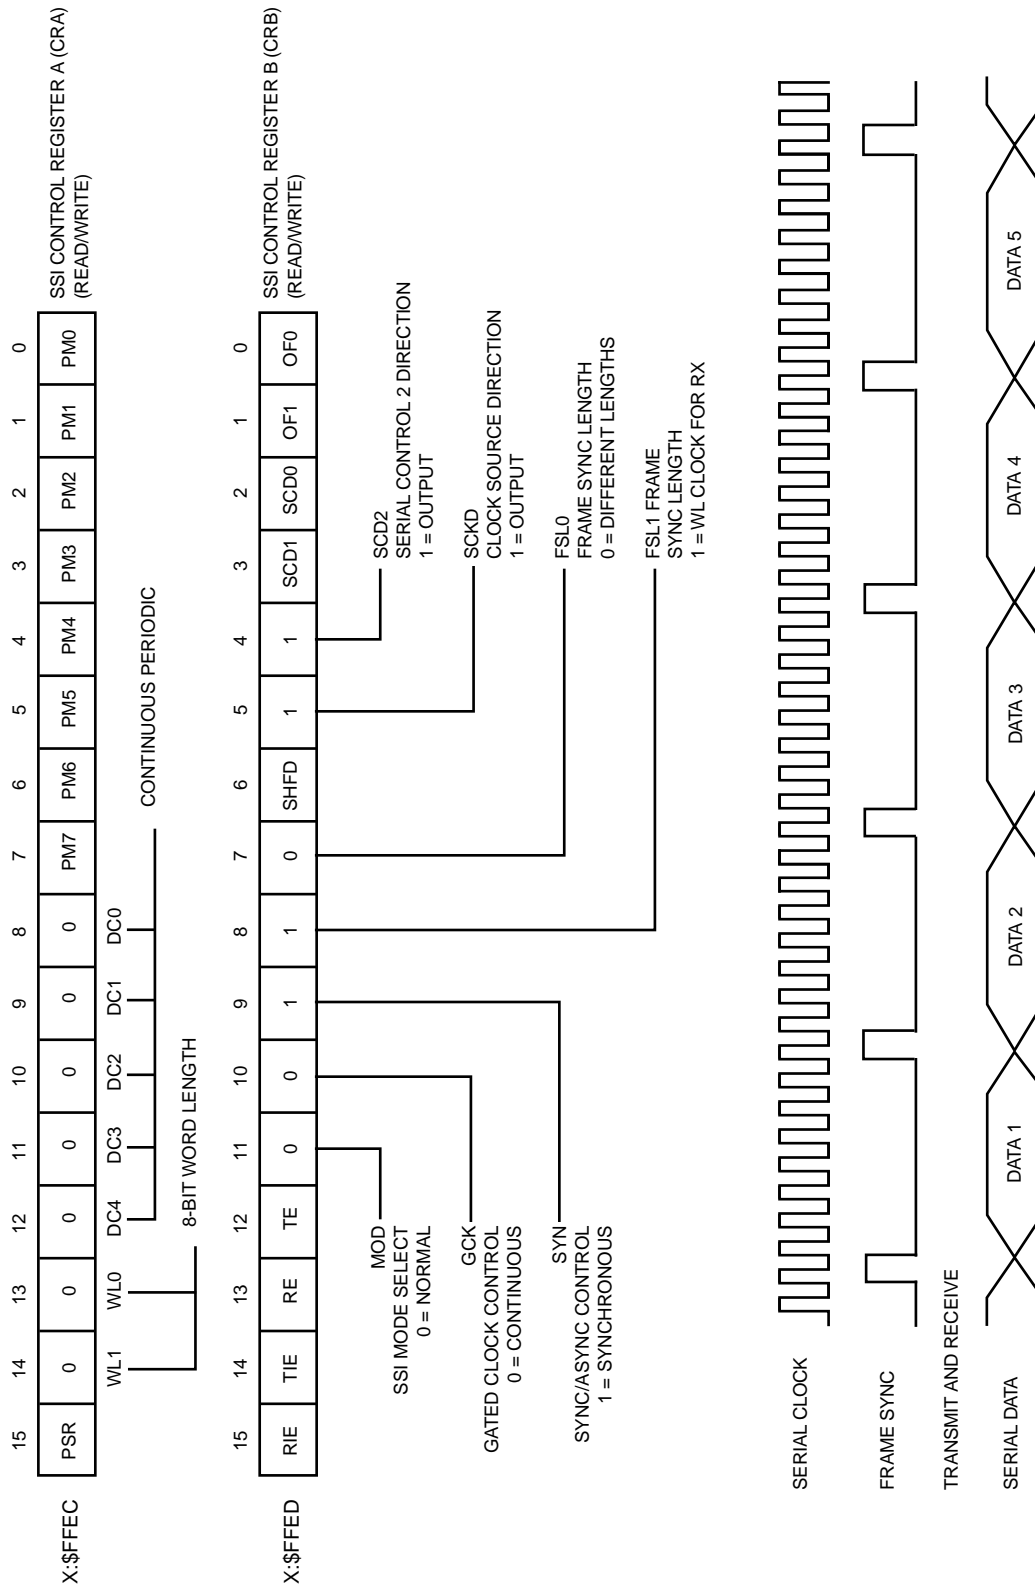 15 14 13 12 11 10 9 8 7 6 5 4 3 2 1 0
X:$FFEC PSR 0 0 0 0 0 0 0 PM7 PM6 PM5 PM4 PM3 PM2 PM1 PM0 SSI CONTROL REGISTER A (CRA)
(READ/WRITE)
WL1 WL0 DC4 DC3 DC2 DC1 DC0
CONTINUOUS PERIODIC
8-BIT WORD LENGTH
15 14 13 12 11 10 9 8 7 6 5 4 3 2 1 0
X:$FFED RIE TIE RE TE 0 0 1 1 0 SHFD 1 1 SCD1 SCD0 OF1 OF0 SSI CONTROL REGISTER B (CRB)
(READ/WRITE)
MOD
SSI MODE SELECT
0 = NORMAL
GCK
GATED CLOCK CONTROL
0 = CONTINUOUS
SYN
SYNC/ASYNC CONTROL
1 = SYNCHRONOUS
SCD2
SERIAL CONTROL 2 DIRECTION
1 = OUTPUT
SCKD
CLOCK SOURCE DIRECTION
1 = OUTPUT
FSL0
FRAME SYNC LENGTH
0 = DIFFERENT LENGTHS
FSL1 FRAME
SYNC LENGTH
1 = WL CLOCK FOR RX
SERIAL CLOCK
FRAME SYNC
TRANSMIT AND RECEIVE
SERIAL DATA DATA 1 DATA 2 DATA 3 DATA 4 DATA 5